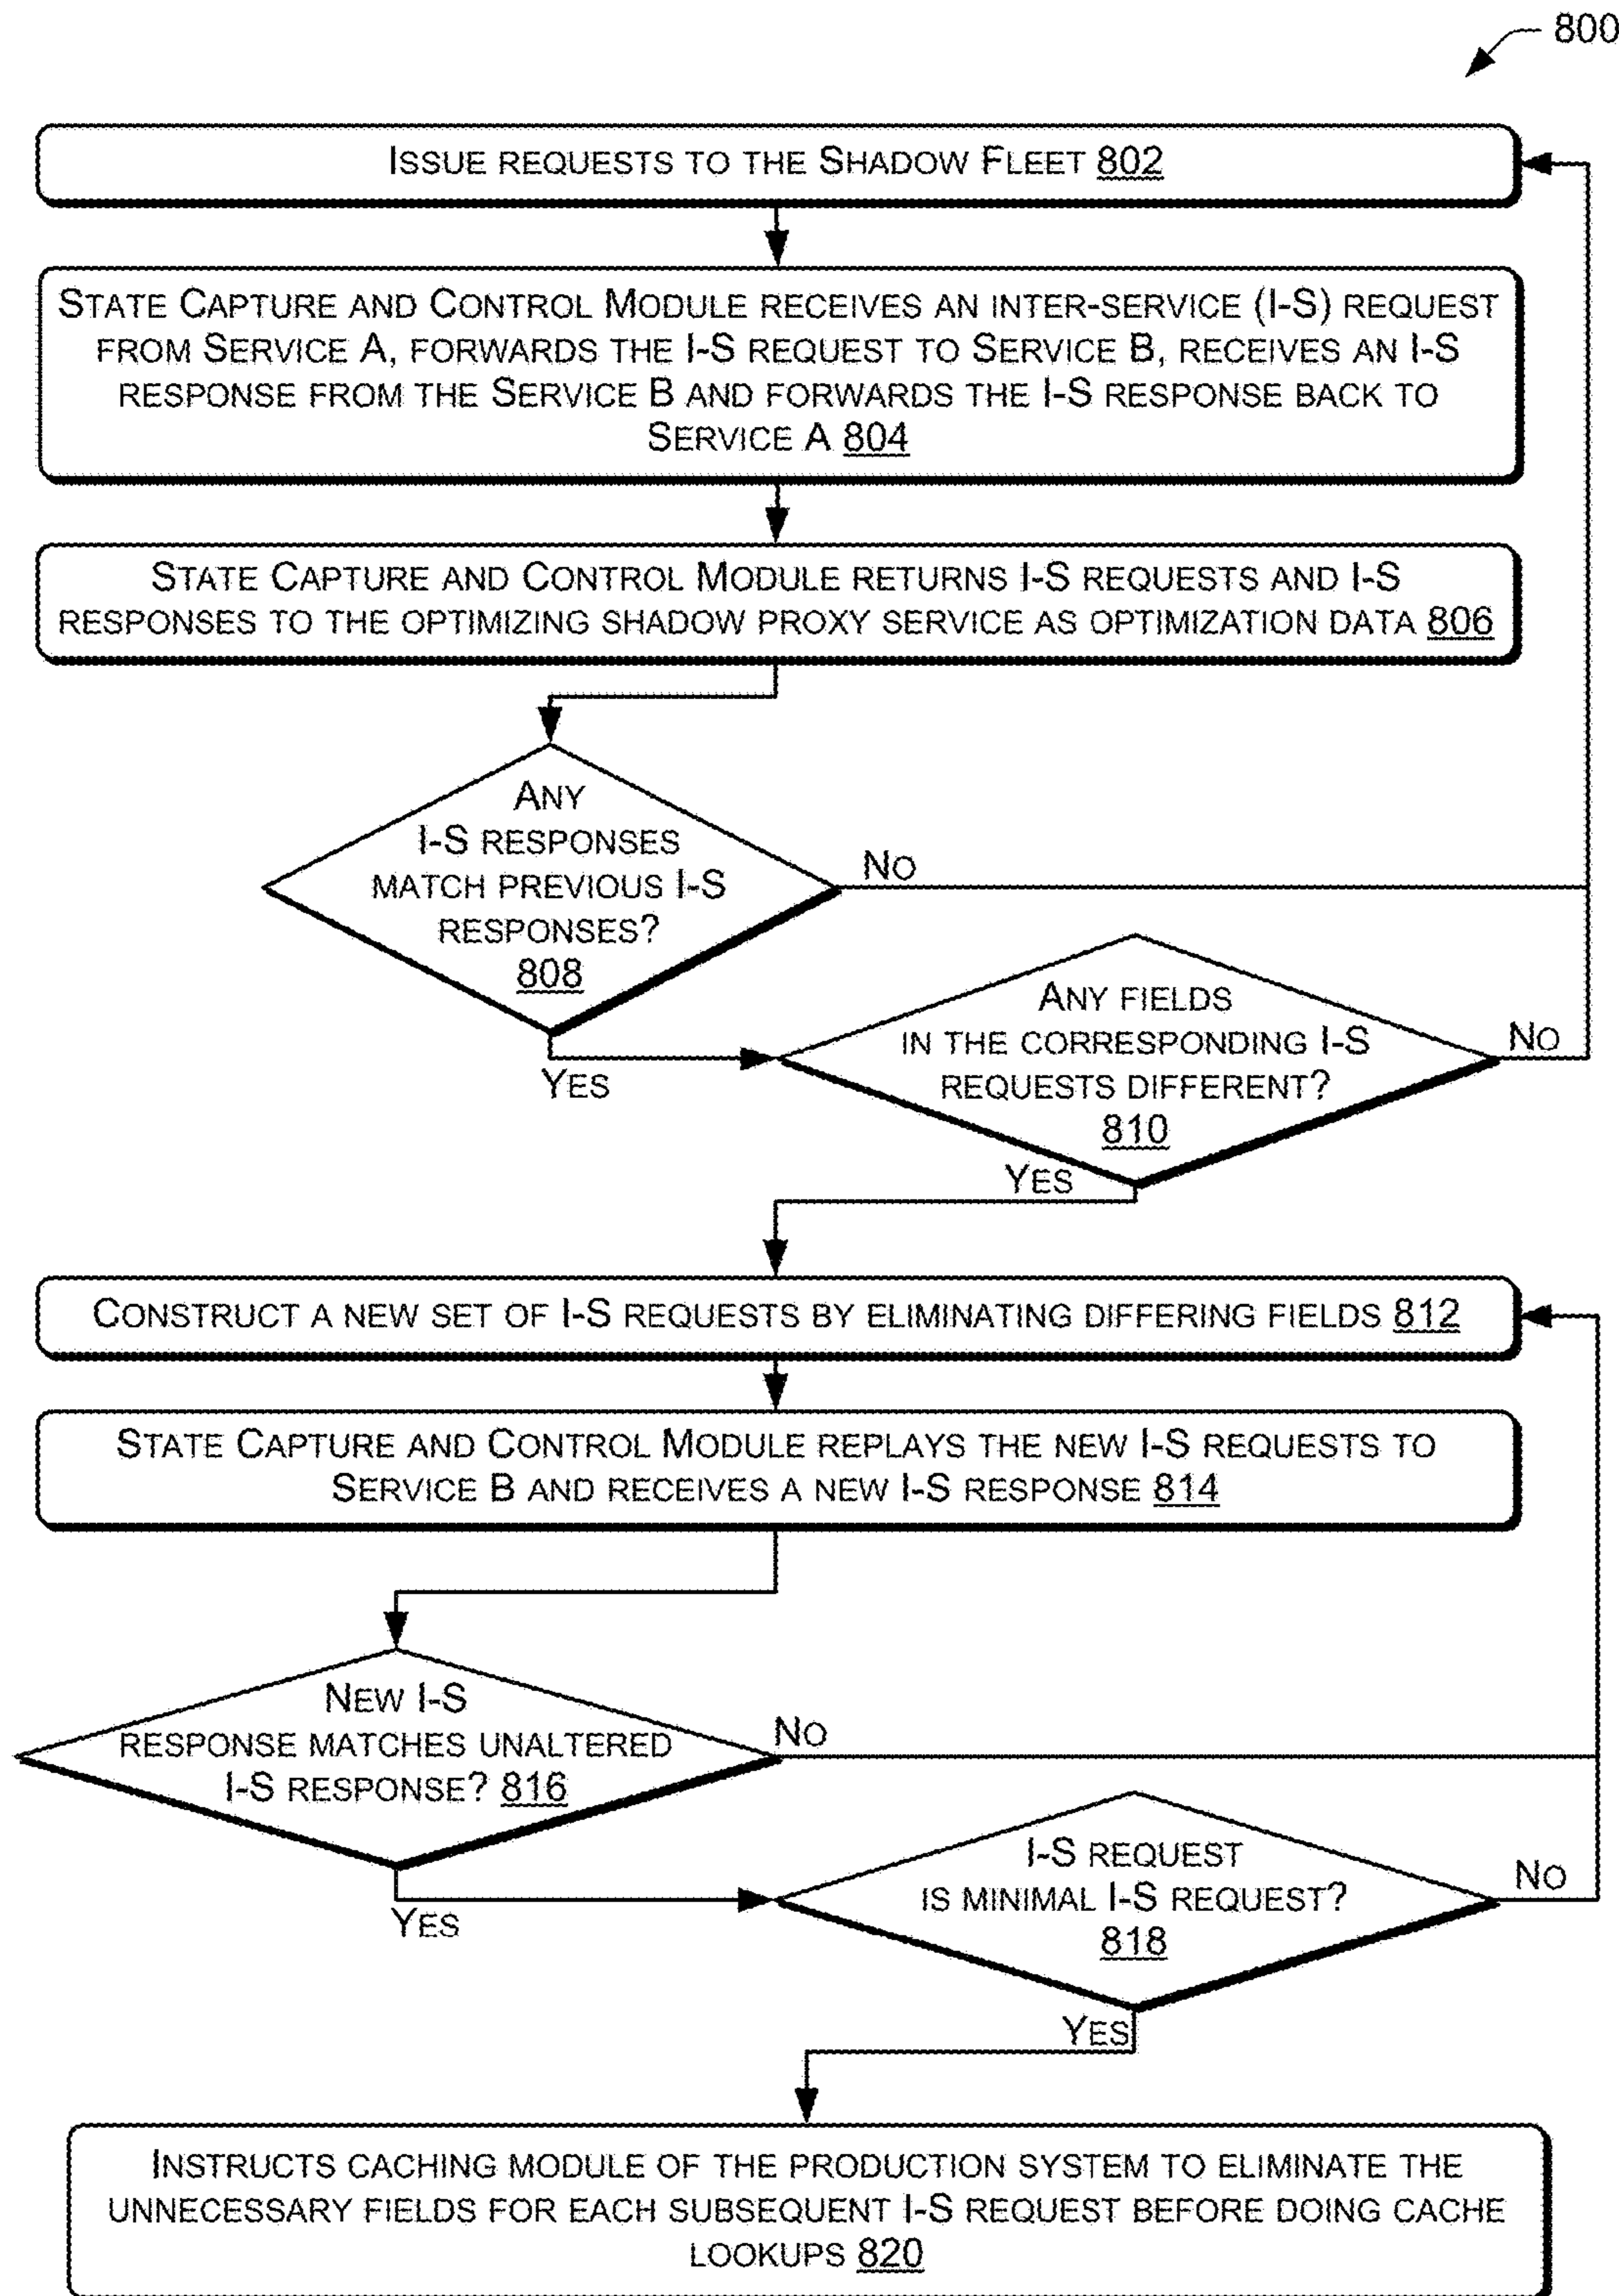 800
Issue requests to the Shadow Fleet 802
State Capture and Control Module receives an inter-service (I-S) request
from Service A, forwards the I-S request to Service B, receives an I-S
response from the Service B and forwards the I-S response back to
Service A 804
State Capture and Control Module returns I-S requests and I-S
responses to the optimizing shadow proxy service as optimization data 806
Any
I-S responses
match previous I-S
responses?
808
No
Yes
Any fields
in the corresponding I-S
requests different?
810
No
Yes
Construct a new set of I-S requests by eliminating differing fields 812
State Capture and Control Module replays the new I-S requests to
Service B and receives a new I-S response 814
New I-S
response matches unaltered
I-S response? 816
No
Yes
I-S request
is minimal I-S request?
818
No
Yes
Instructs caching module of the production system to eliminate the
unnecessary fields for each subsequent I-S request before doing cache
lookups 820